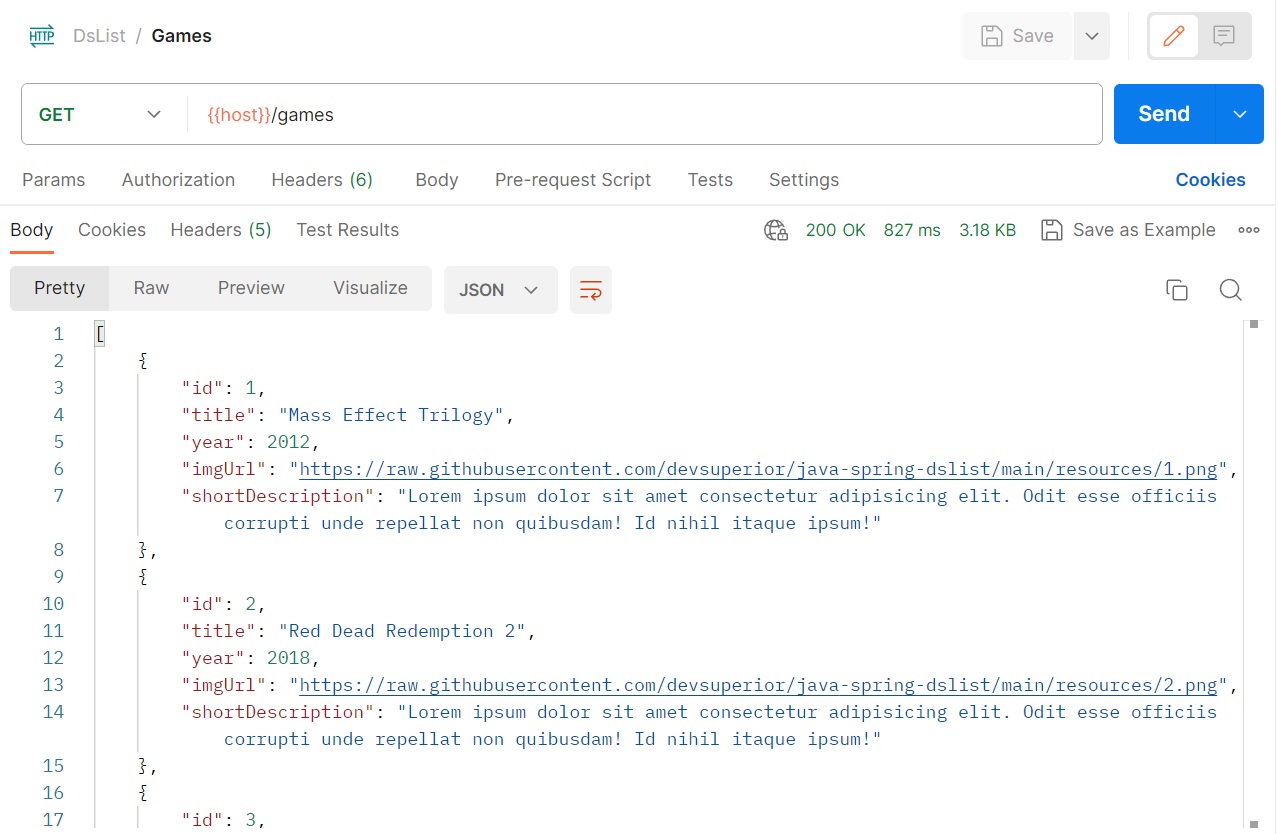 HTTP DsList / Games Save
GET {{host}}/games Send
Params Authorization Headers (6) Body Pre-request Script Tests Settings Cookies
Body Cookies Headers (5) Test Results 200 OK 827 ms 3.18 KB Save as Example
Pretty Raw Preview Visualize JSON
1 [
2 {
3 "id": 1,
4 "title": "Mass Effect Trilogy",
5 "year": 2012,
6 "imgUrl": "https://raw.githubusercontent.com/devsuperior/java-spring-dslist/main/resources/1.png",
7 "shortDescription": "Lorem ipsum dolor sit amet consectetur adipisicing elit. Odit esse officiis
corrupti unde repellat non quibusdam! Id nihil itaque ipsum!"
8 },
9 {
10 "id": 2,
11 "title": "Red Dead Redemption 2",
12 "year": 2018,
13 "imgUrl": "https://raw.githubusercontent.com/devsuperior/java-spring-dslist/main/resources/2.png",
14 "shortDescription": "Lorem ipsum dolor sit amet consectetur adipisicing elit. Odit esse officiis
corrupti unde repellat non quibusdam! Id nihil itaque ipsum!"
15 },
16 {
17 "id": 3,